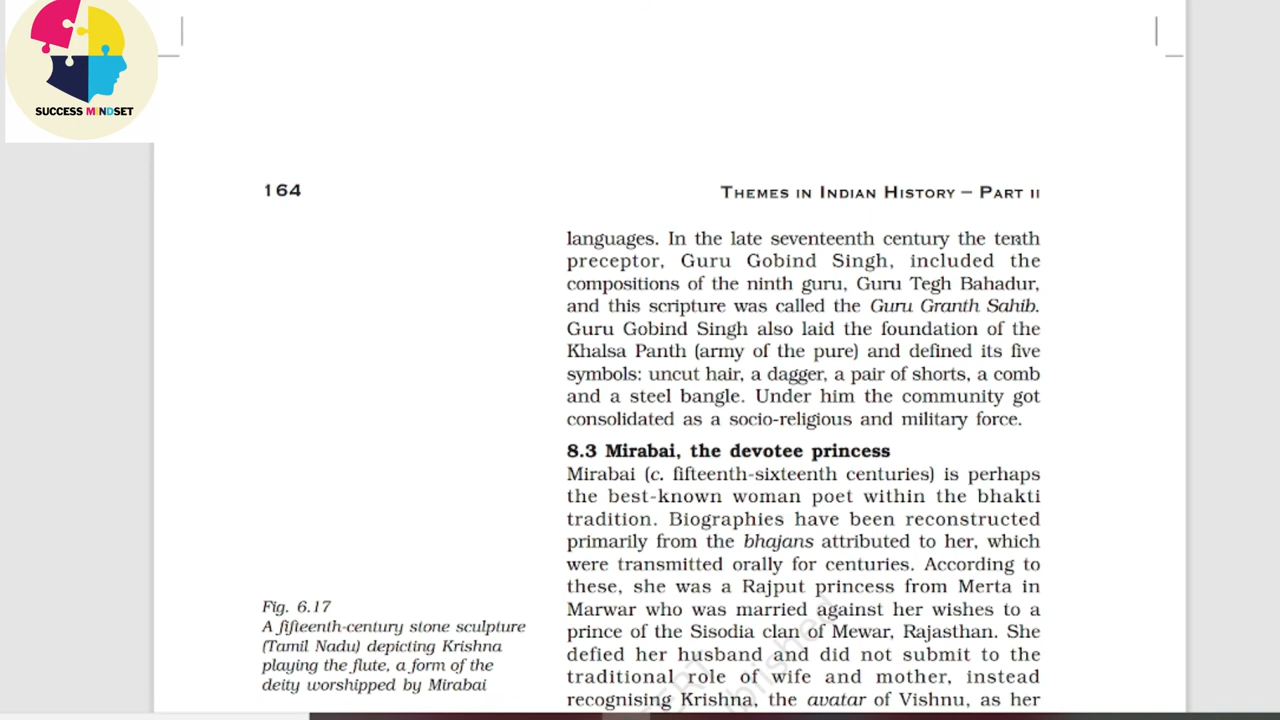 SUCCESS MINDSET
164
THEMES IN INDIAN HISTORY – PART II
languages. In the late seventeenth century the tenth
preceptor, Guru Gobind Singh, included the
compositions of the ninth guru, Guru Tegh Bahadur,
and this scripture was called the Guru Granth Sahib.
Guru Gobind Singh also laid the foundation of the
Khalsa Panth (army of the pure) and defined its five
symbols: uncut hair, a dagger, a pair of shorts, a comb
and a steel bangle. Under him the community got
consolidated as a socio-religious and military force.
8.3 Mirabai, the devotee princess
Mirabai (c. fifteenth-sixteenth centuries) is perhaps
the best-known woman poet within the bhakti
tradition. Biographies have been reconstructed
primarily from the bhajans attributed to her, which
were transmitted orally for centuries. According to
these, she was a Rajput princess from Merta in
Marwar who was married against her wishes to a
prince of the Sisodia clan of Mewar, Rajasthan. She
defied her husband and did not submit to the
traditional role of wife and mother, instead
recognising Krishna, the avatar of Vishnu, as her
Fig. 6.17
A fifteenth-century stone sculpture
(Tamil Nadu) depicting Krishna
playing the flute, a form of the
deity worshipped by Mirabai